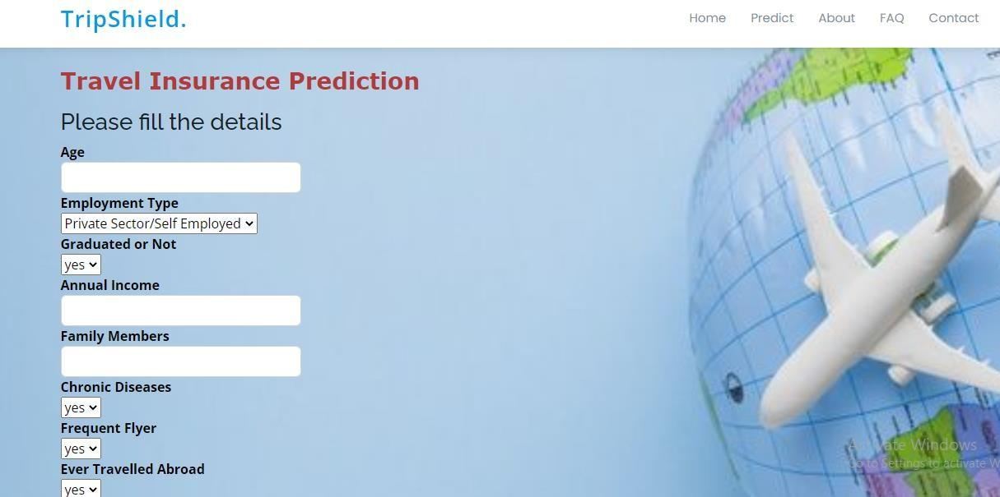 TripShield.
Home Predict About FAQ Contact
Travel Insurance Prediction
Please fill the details
Age
Employment Type
Private Sector/Self Employed
Graduated or Not
yes
Annual Income
Family Members
Chronic Diseases
yes
Frequent Flyer
yes
Ever Travelled Abroad
yes
Activate Windows
Go to Settings to activate W